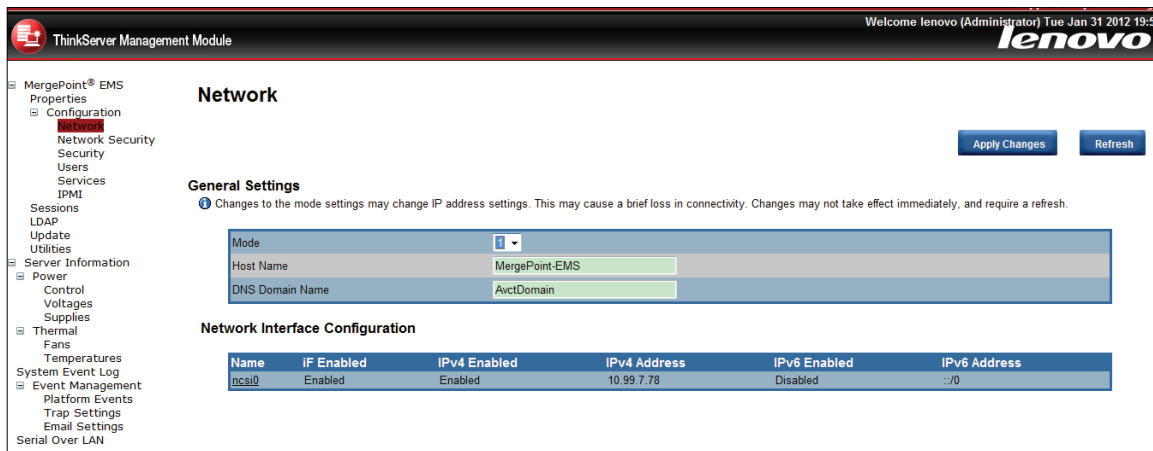 Welcome lenovo (Administrator) Tue Jan 31 2012 19:5
ThinkServer Management Module
lenovo
MergePoint® EMS
Properties
Configuration
Network
Network Security
Security
Users
Services
IPMI
Sessions
LDAP
Update
Utilities
Server Information
Power
Control
Voltages
Supplies
Thermal
Fans
Temperatures
System Event Log
Event Management
Platform Events
Trap Settings
Email Settings
Serial Over LAN
Network
Apply Changes Refresh
General Settings
Changes to the mode settings may change IP address settings. This may cause a brief loss in connectivity. Changes may not take effect immediately, and require a refresh.
Mode 1
Host Name MergePoint-EMS
DNS Domain Name AvctDomain
Network Interface Configuration
Name iF Enabled IPv4 Enabled IPv4 Address IPv6 Enabled IPv6 Address
ncsi0 Enabled Enabled 10.99.7.78 Disabled ::/0